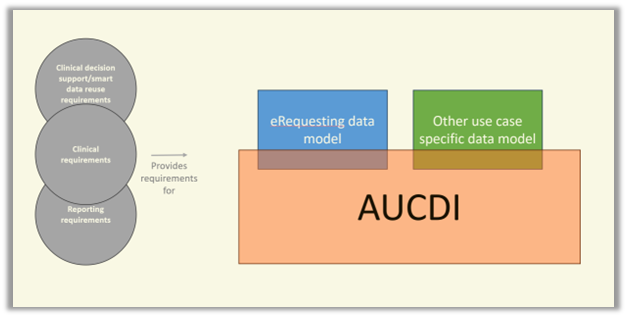 Clinical decision
support/smart
data reuse
requirements
Clinical
requirements
Reporting
requirements
Provides
requirements
for
eRequesting data
model
Other use case
specific data model
AUCDI